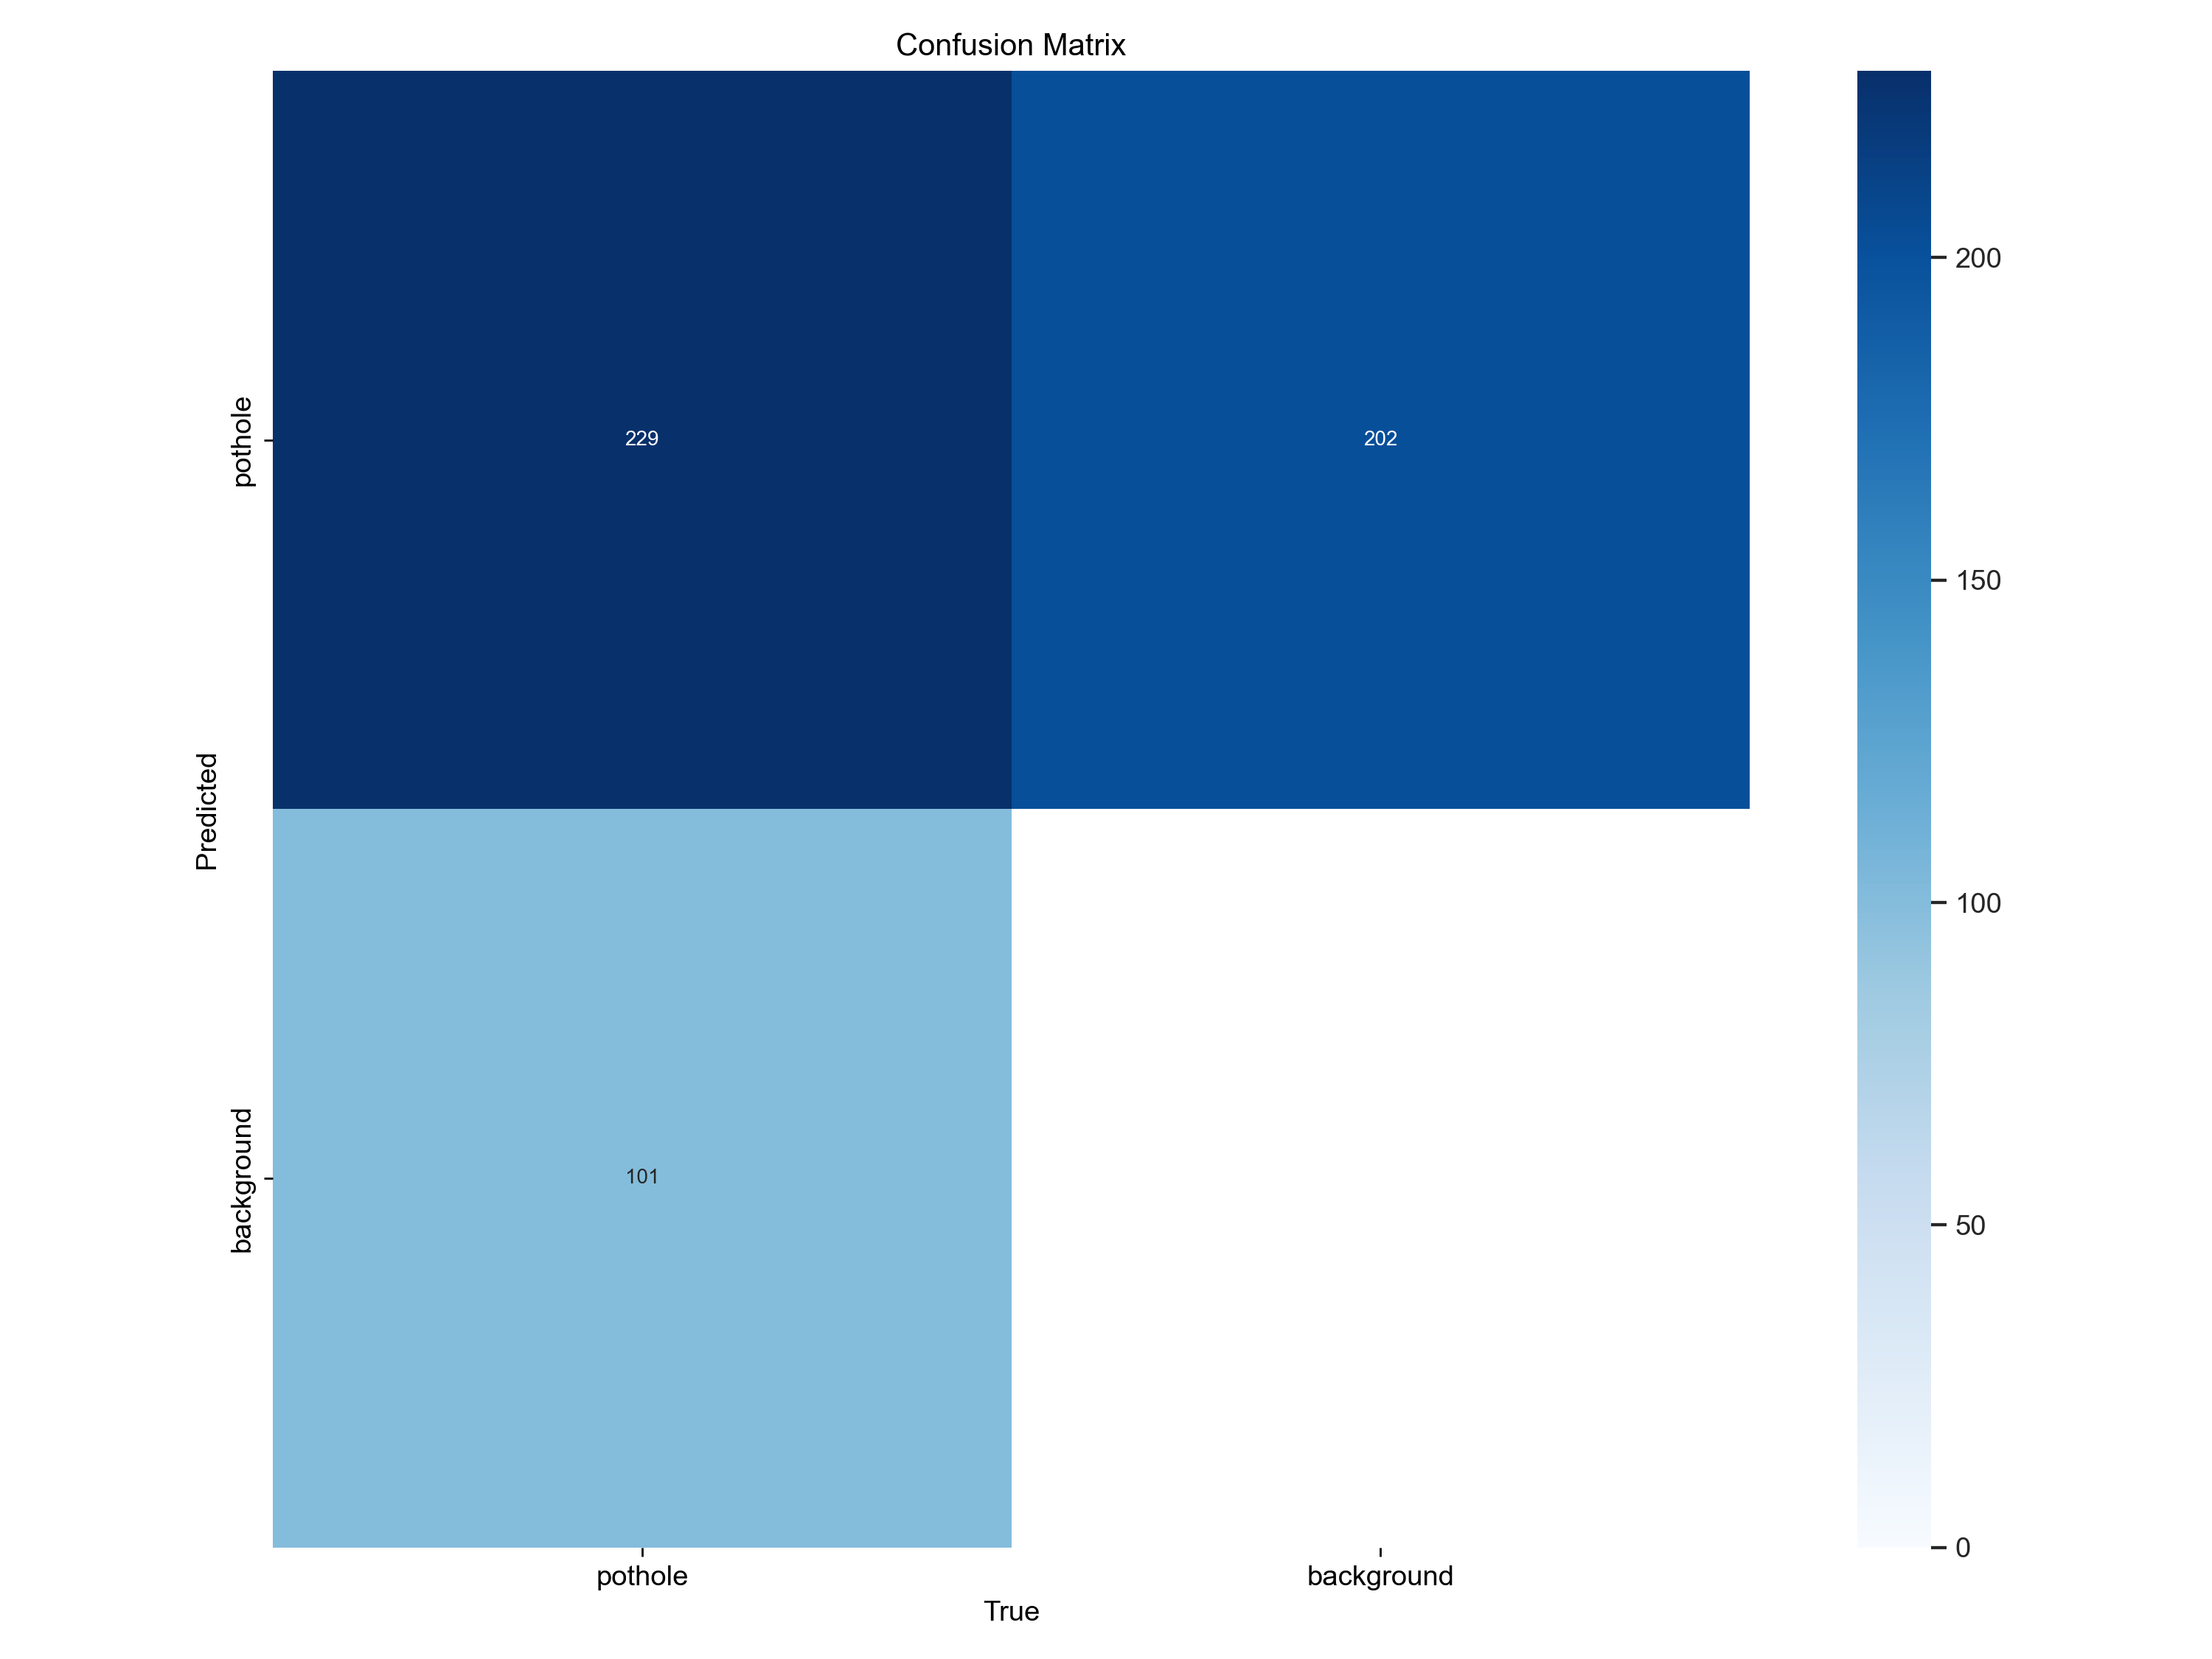 Confusion Matrix
pothole
229
202
200
150
Predicted
100
background
101
50
0
pothole
background
True